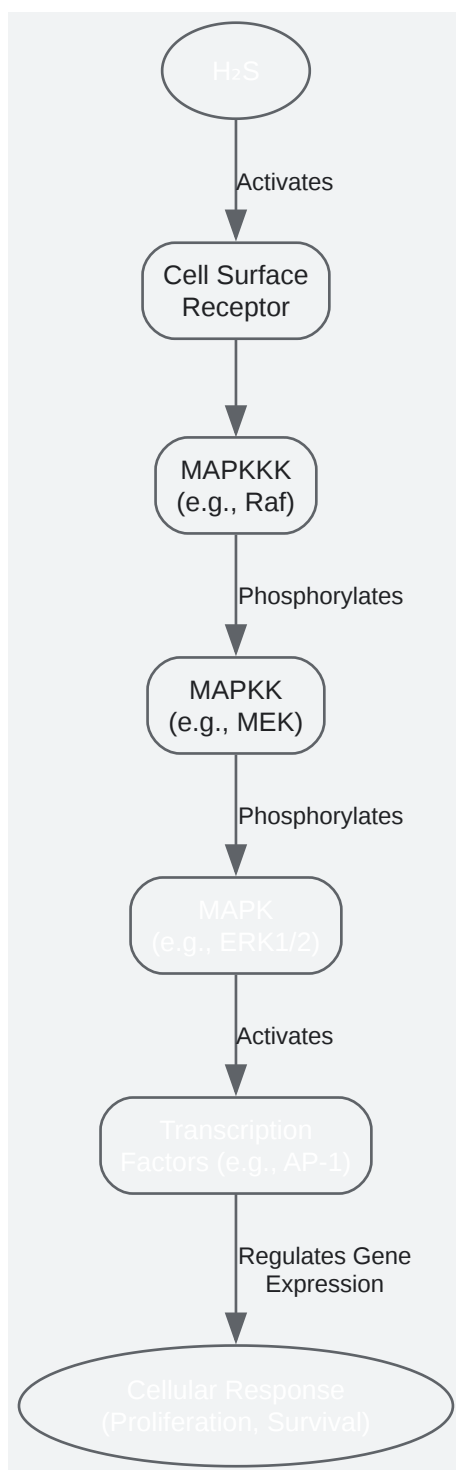 H₂S
Activates
Cell Surface
Receptor
MAPKKK
(e.g., Raf)
Phosphorylates
MAPKK
(e.g., MEK)
Phosphorylates
MAPK
(e.g., ERK1/2)
Activates
Transcription
Factors (e.g., AP-1)
Regulates Gene
Expression
Cellular Response
(Proliferation, Survival)